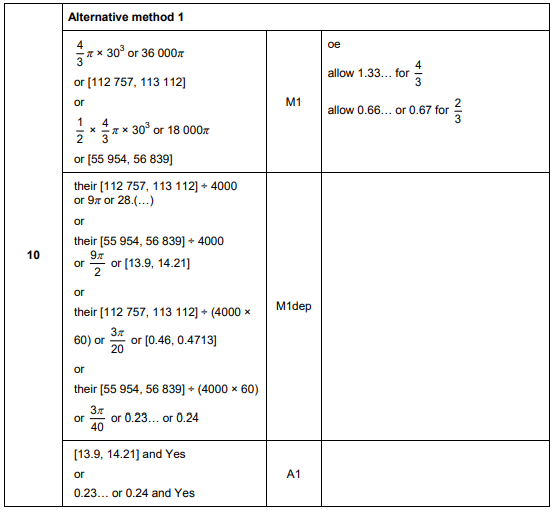 Alternative method 1
4/3 π × 30³ or 36 000π
or [112 757, 113 112]
or
1/2 × 4/3 π × 30³ or 18 000π
or [55 954, 56 839]
M1
oe
allow 1.33… for 4/3
allow 0.66… or 0.67 for 2/3
10
their [112 757, 113 112] ÷ 4000
or 9π or 28.(…)
or
their [55 954, 56 839] ÷ 4000
or 9π/2 or [13.9, 14.21]
or
their [112 757, 113 112] ÷ (4000 ×
60) or 3π/20 or [0.46, 0.4713]
or
their [55 954, 56 839] ÷ (4000 × 60)
or 3π/40 or 0.23… or 0.24
M1dep
[13.9, 14.21] and Yes
or
0.23… or 0.24 and Yes
A1